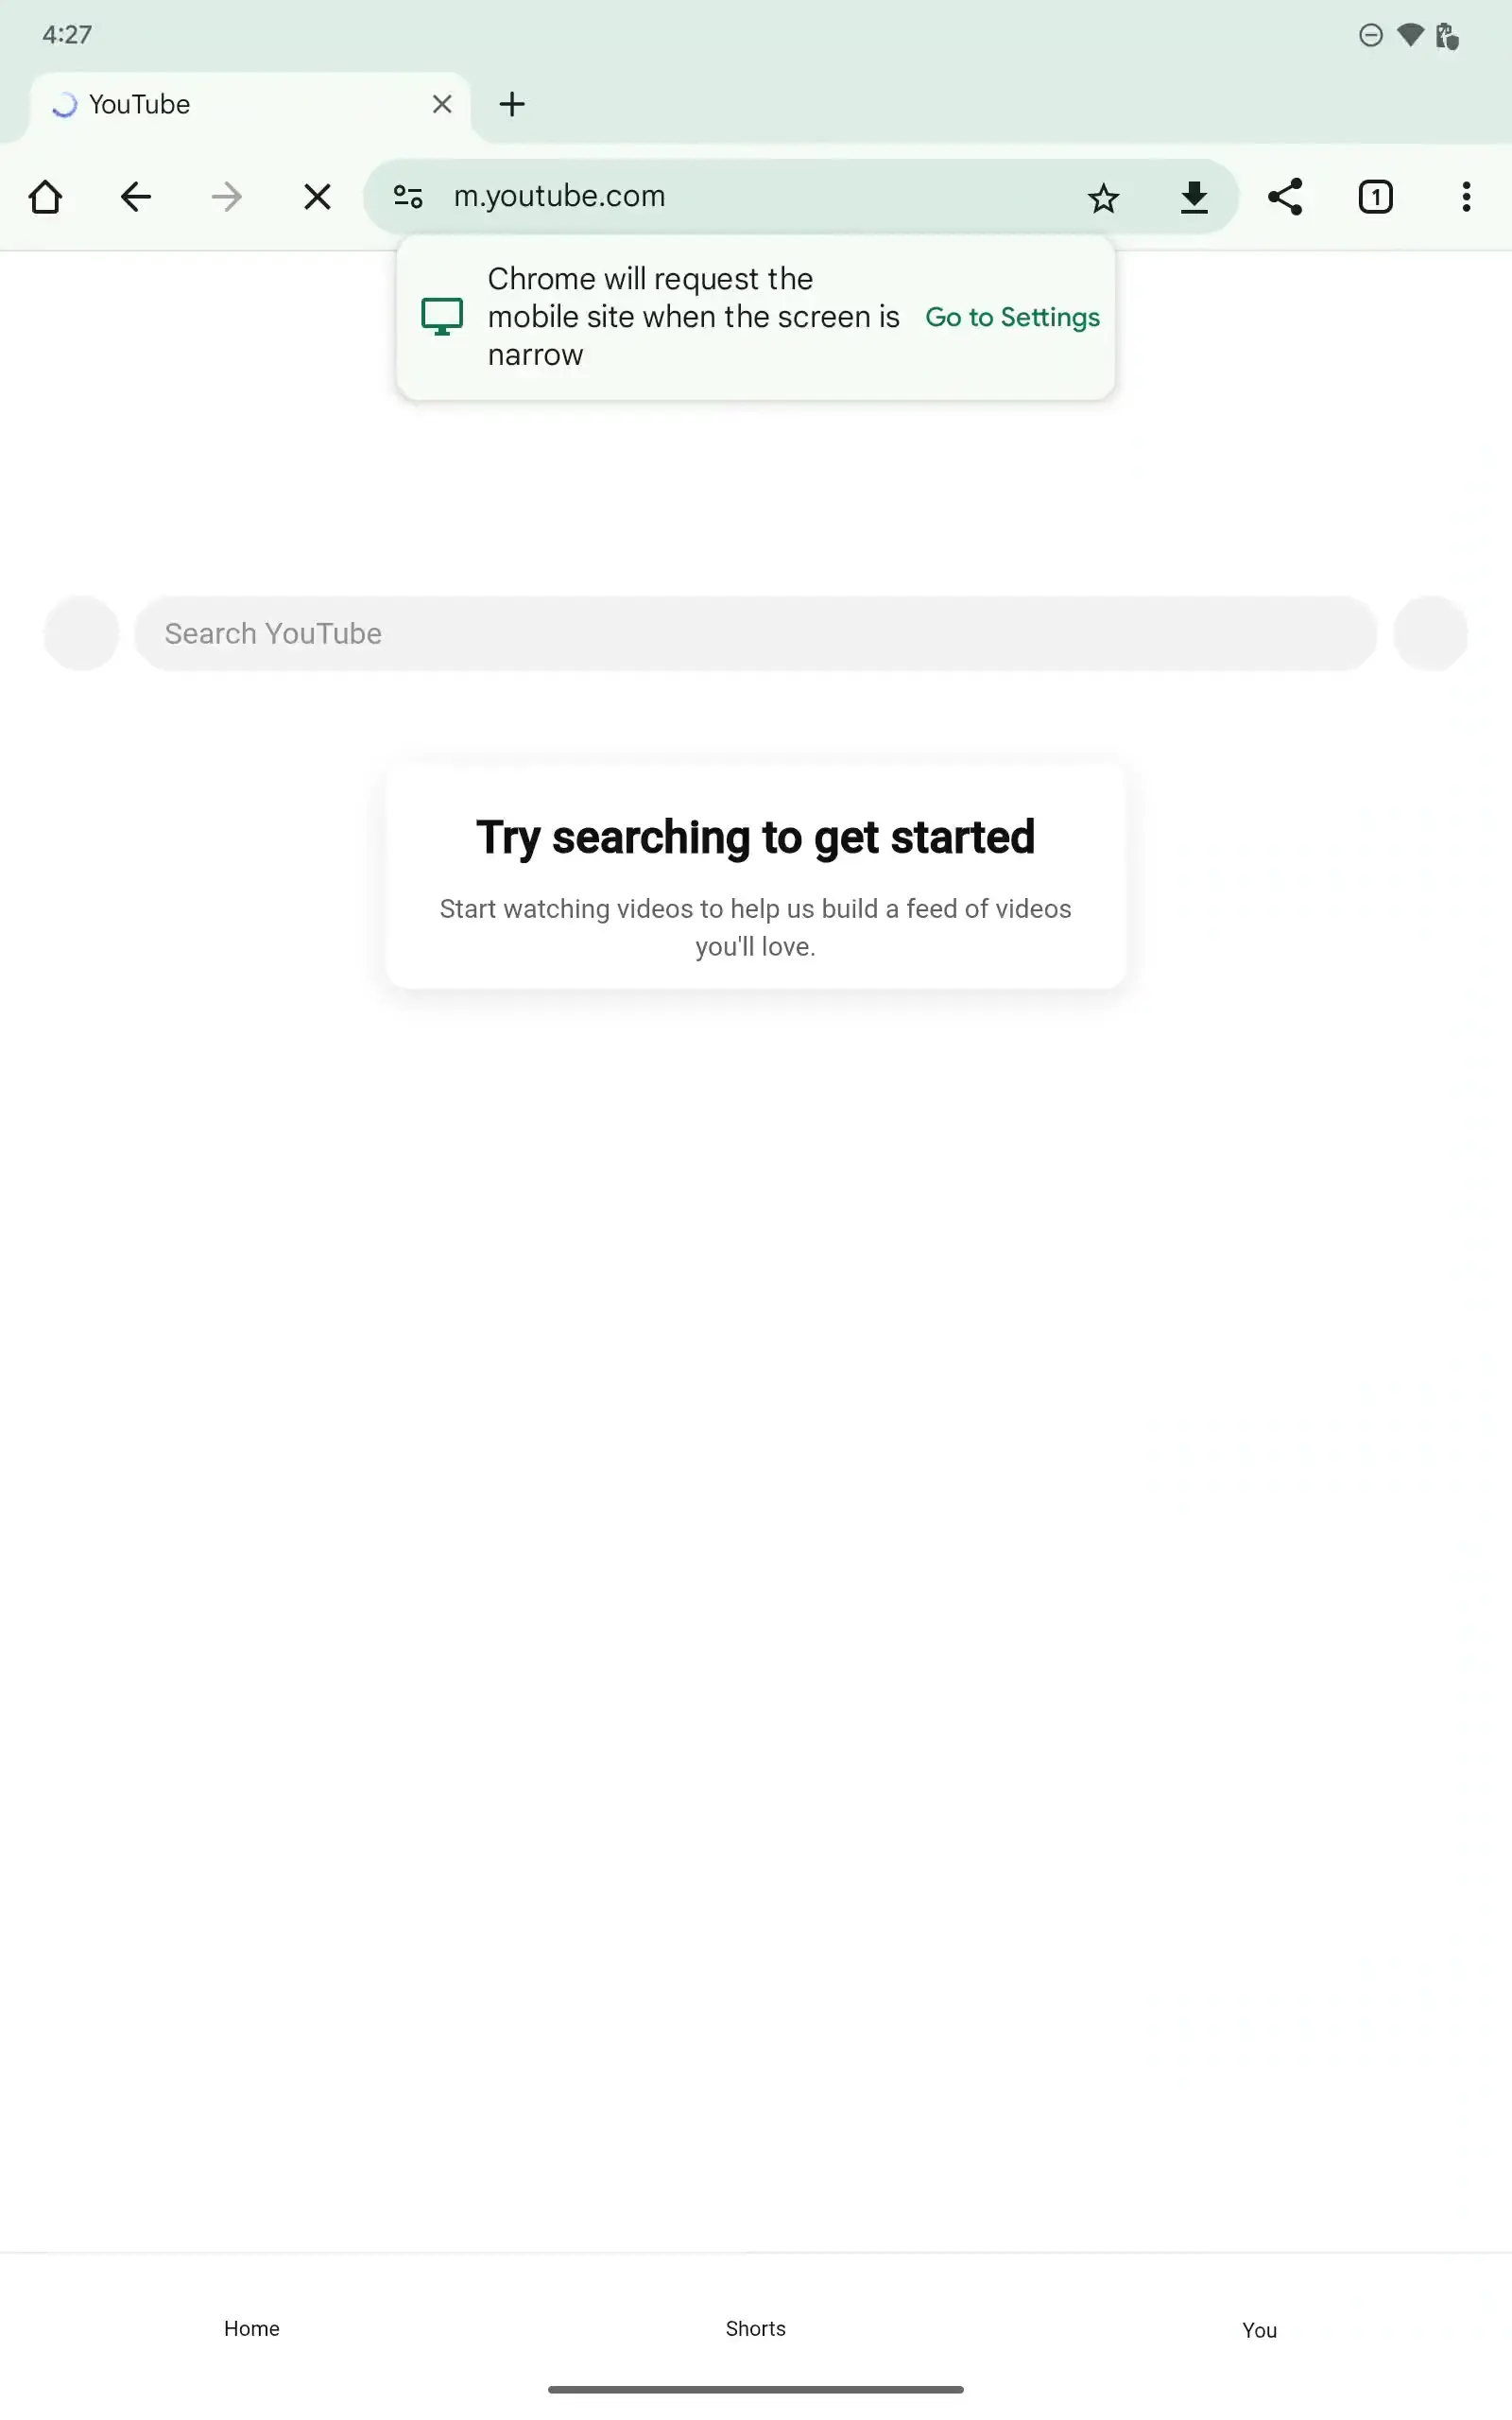 4:27
YouTube
m.youtube.com
1
Chrome will request the
mobile site when the screen is
narrow
Go to Settings
Search YouTube
Try searching to get started
Start watching videos to help us build a feed of videos
you'll love.
Home
Shorts
You